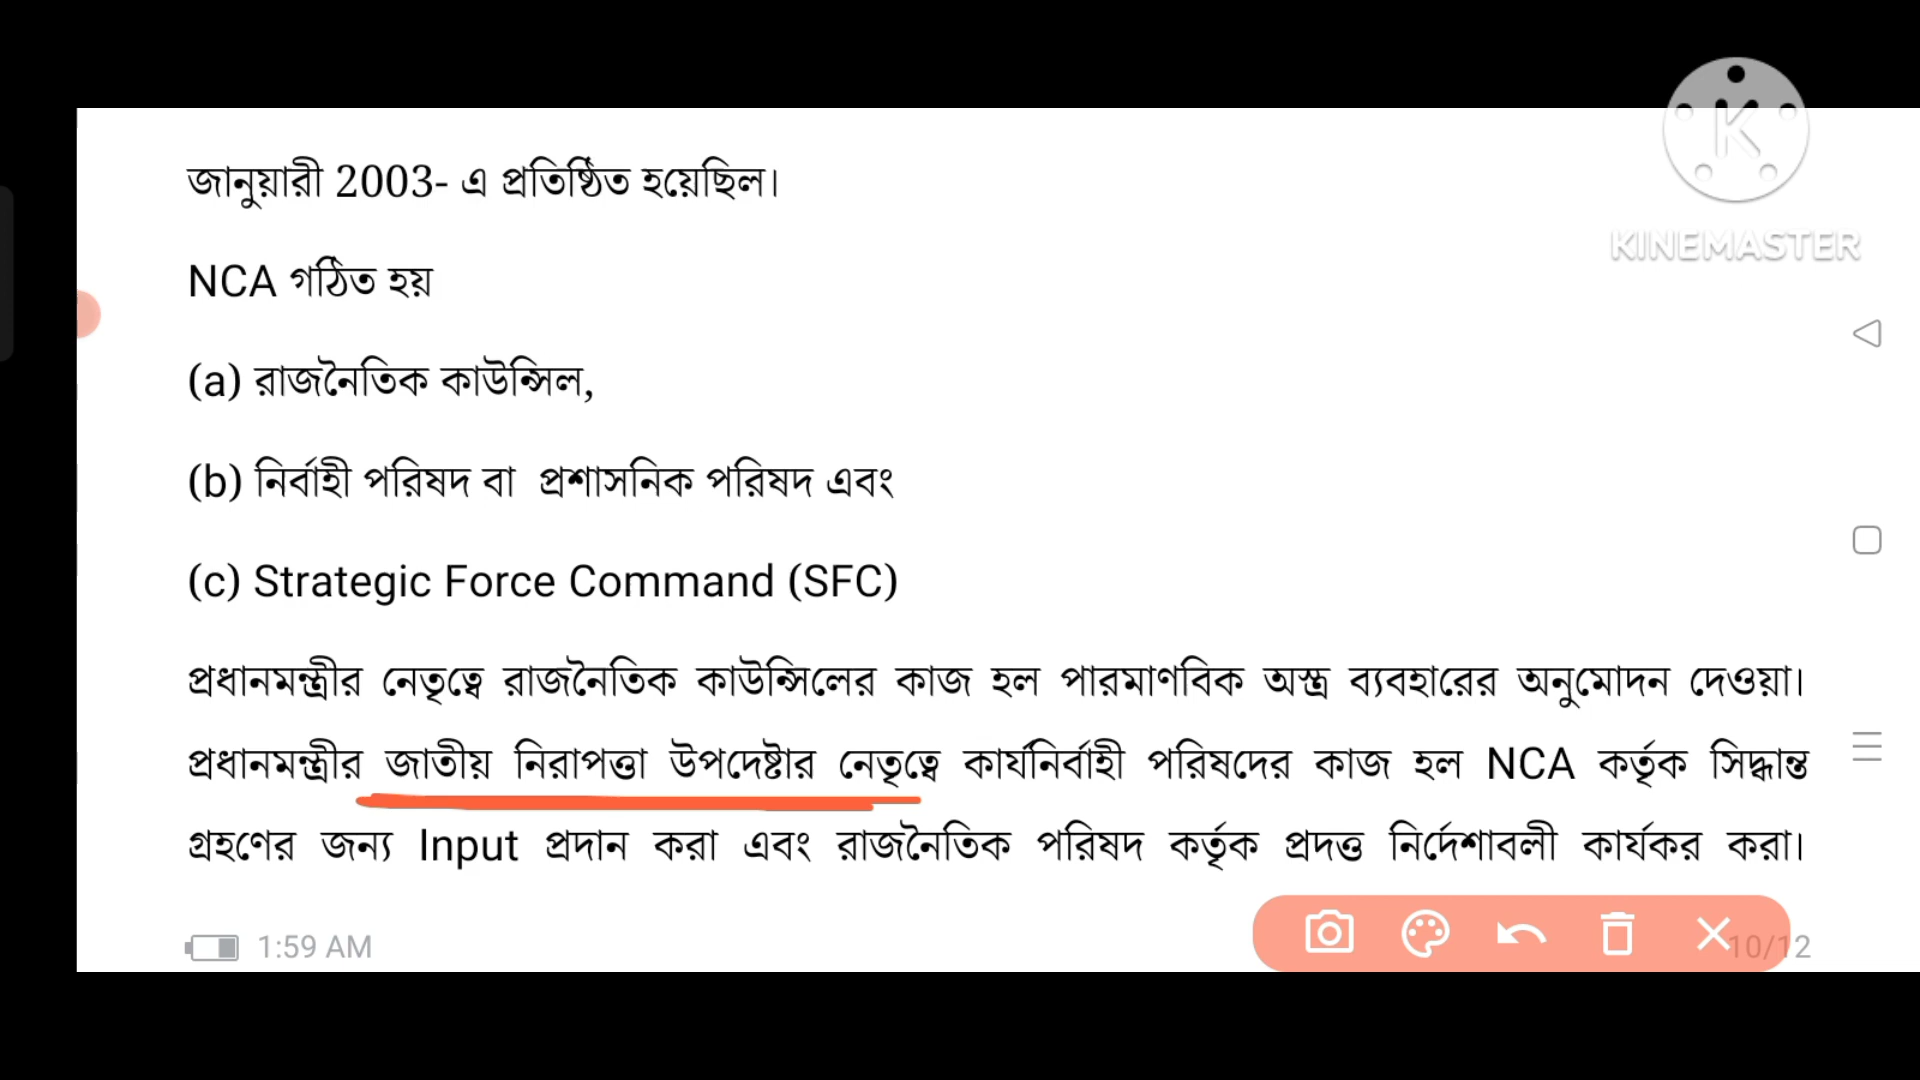 KINEMASTER
জানুয়ারী 2003- এ প্রতিষ্ঠিত হয়েছিল।
NCA গঠিত হয়
(a) রাজনৈতিক কাউন্সিল,
(b) নির্বাহী পরিষদ বা প্রশাসনিক পরিষদ এবং
(c) Strategic Force Command (SFC)
প্রধানমন্ত্রীর নেতৃত্বে রাজনৈতিক কাউন্সিলের কাজ হল পারমাণবিক অস্ত্র ব্যবহারের অনুমোদন দেওয়া।
প্রধানমন্ত্রীর জাতীয় নিরাপত্তা উপদেষ্টার নেতৃত্বে কার্যনির্বাহী পরিষদের কাজ হল NCA কর্তৃক সিদ্ধান্ত
গ্রহণের জন্য Input প্রদান করা এবং রাজনৈতিক পরিষদ কর্তৃক প্রদত্ত নির্দেশাবলী কার্যকর করা।
1:59 AM
10/12